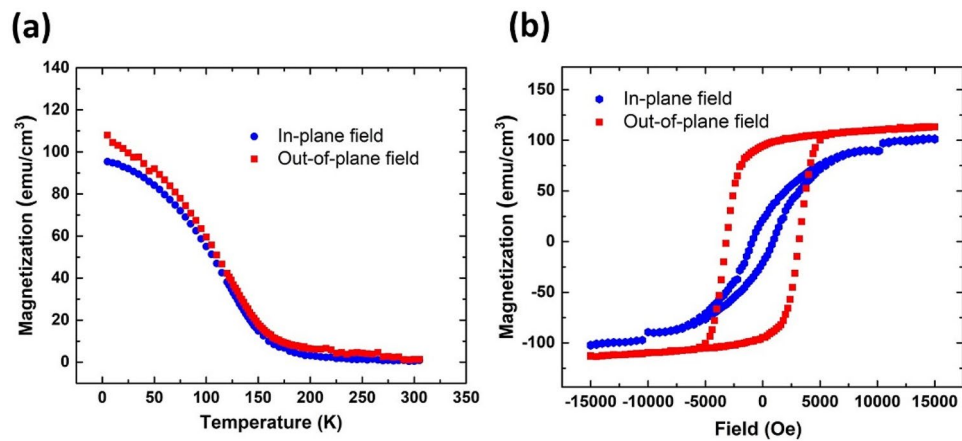 (a)
140
120
100
80
60
40
20
0
Magnetization (emu/cm³)
In-plane field
Out-of-plane field
0 50 100 150 200 250 300 350
Temperature (K)
(b)
150
100
50
0
-50
-100
Magnetization (emu/cm³)
In-plane field
Out-of-plane field
-15000 -10000 -5000 0 5000 10000 15000
Field (Oe)